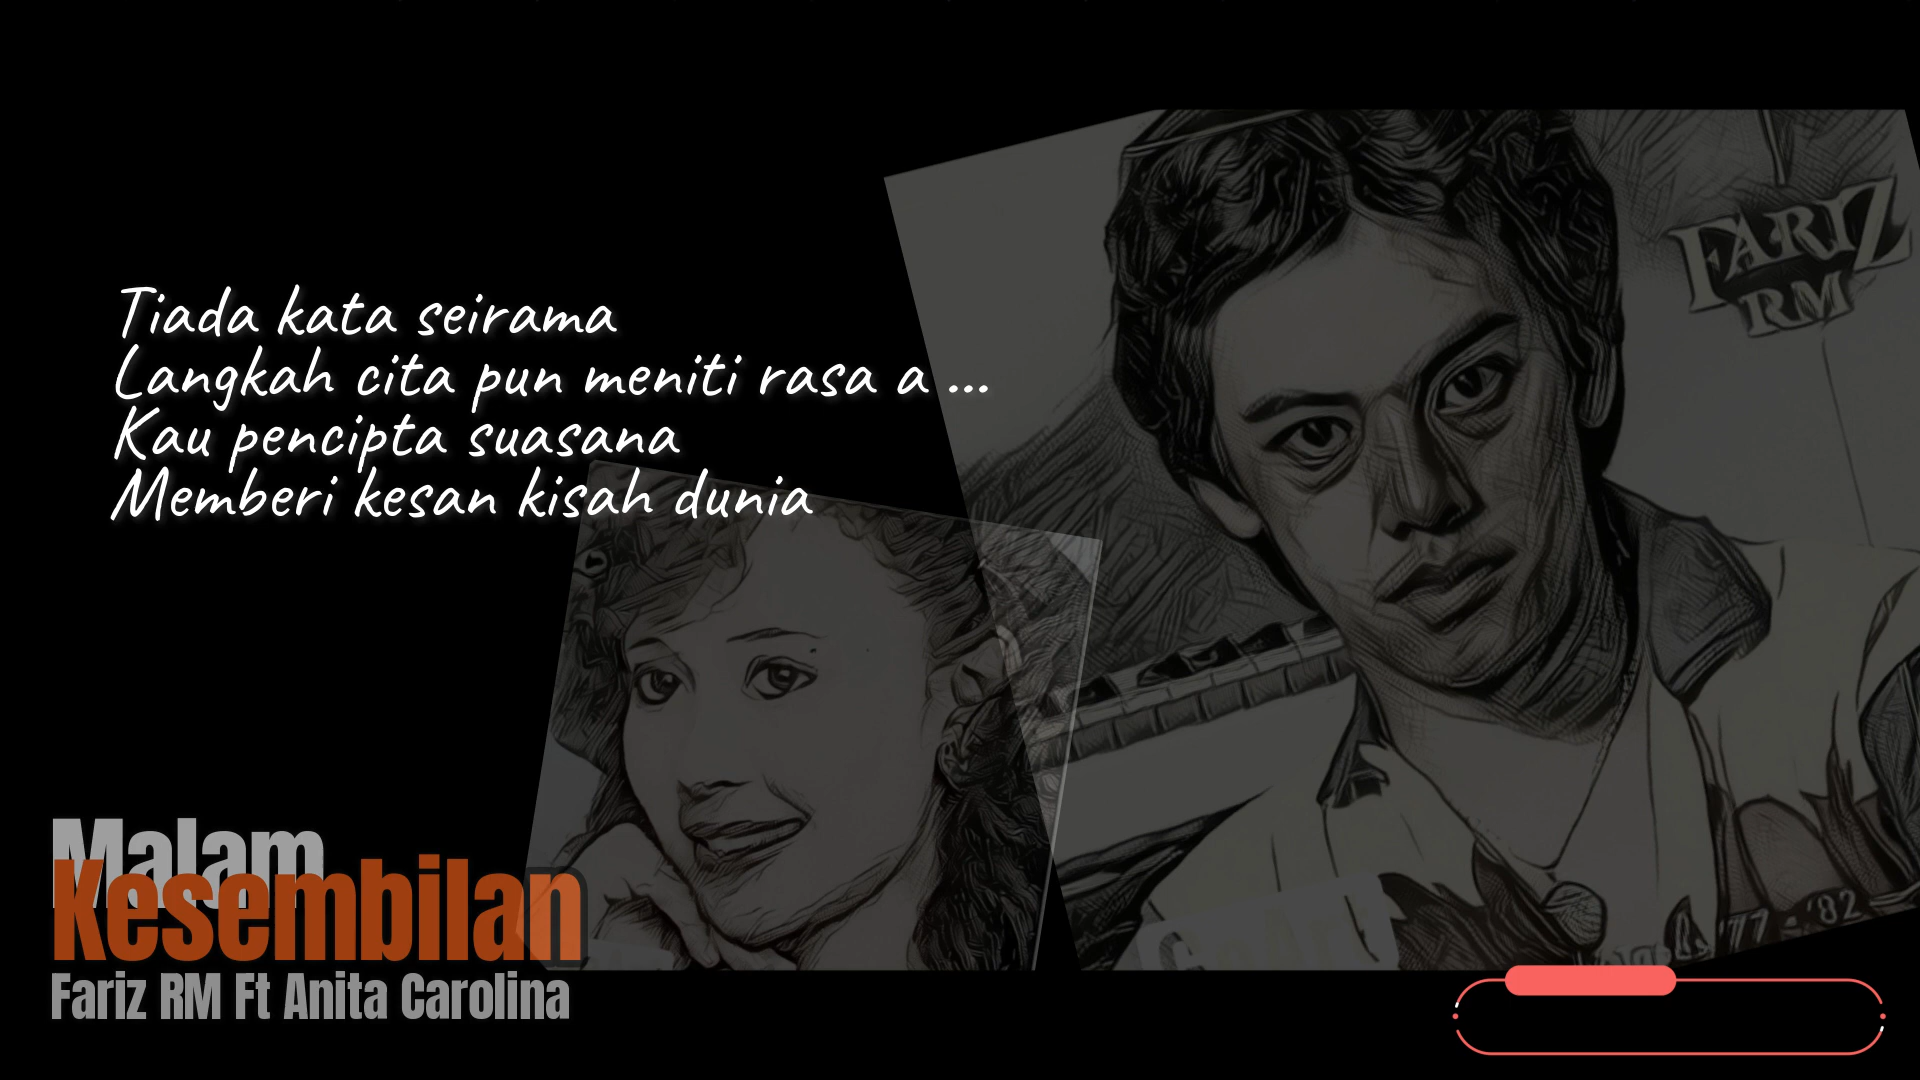 FARIZ
RM
Tiada kata seirama
Langkah cita pun meniti rasa a ...
Kau pencipta suasana
Memberi kesan kisah dunia
Malam
Kesembilan
Fariz RM Ft Anita Carolina
'77 - '82